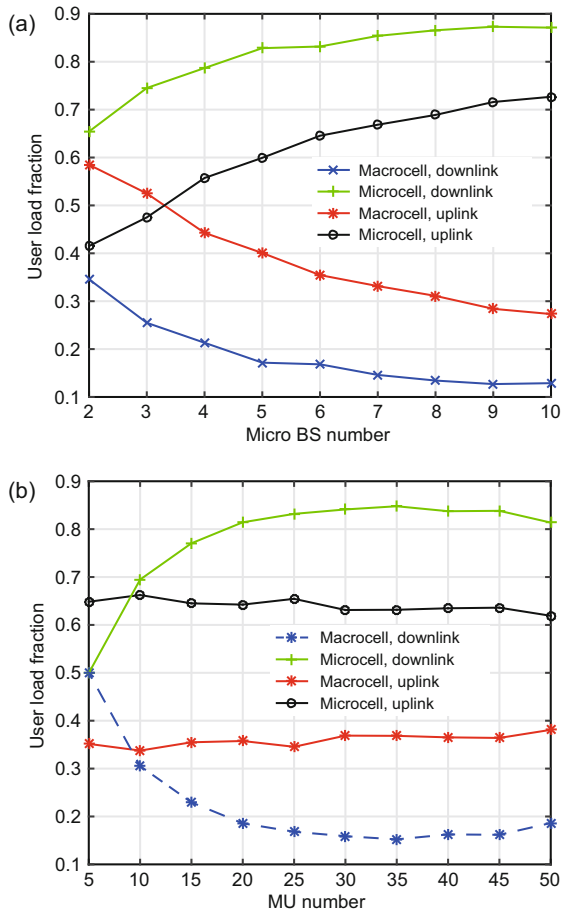 (a)
0.9
0.8
0.7
0.6
0.5
0.4
0.3
0.2
0.1
User load fraction
Macrocell, downlink
Microcell, downlink
Macrocell, uplink
Microcell, uplink
2 3 4 5 6 7 8 9 10
Micro BS number
(b)
0.9
0.8
0.7
0.6
0.5
0.4
0.3
0.2
0.1
User load fraction
Macrocell, downlink
Microcell, downlink
Macrocell, uplink
Microcell, uplink
5 10 15 20 25 30 35 40 45 50
MU number